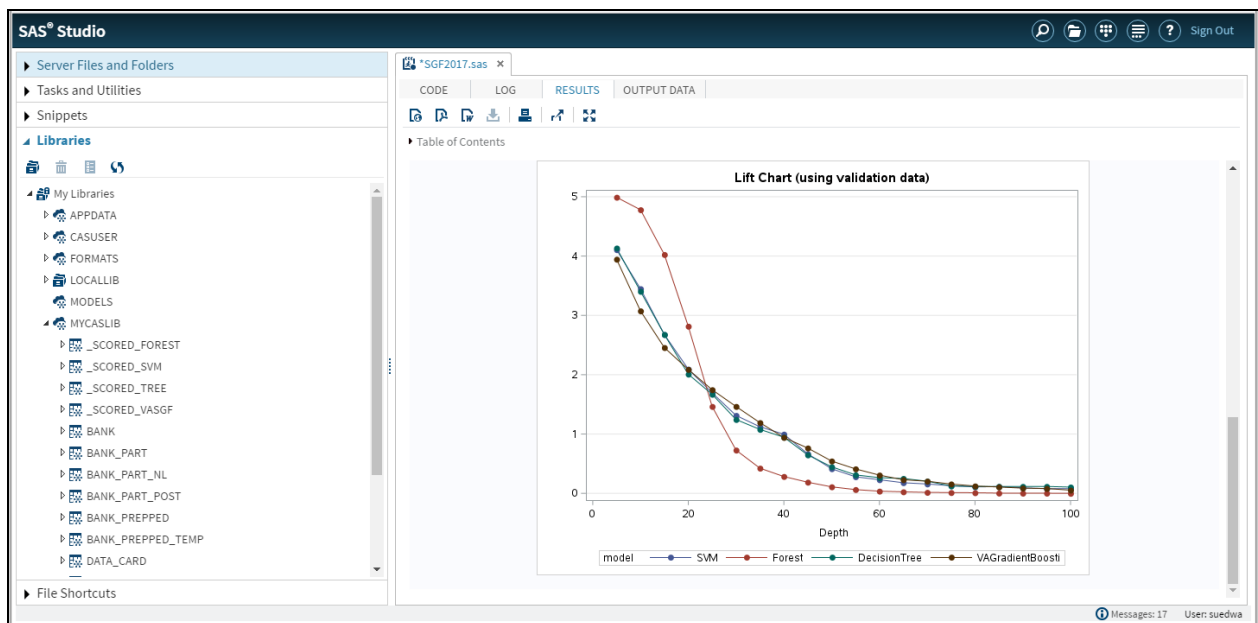 SAS® Studio
Sign Out
Server Files and Folders
Tasks and Utilities
Snippets
Libraries
My Libraries
APPDATA
CASUSER
FORMATS
LOCALLIB
MODELS
MYCASLIB
_SCORED_FOREST
_SCORED_SVM
_SCORED_TREE
_SCORED_VASGF
BANK
BANK_PART
BANK_PART_NL
BANK_PART_POST
BANK_PREPPED
BANK_PREPPED_TEMP
DATA_CARD
File Shortcuts
*SGF2017.sas ×
CODE LOG RESULTS OUTPUT DATA
Table of Contents
Lift Chart (using validation data)
5
4
3
2
1
0
0 20 40 60 80 100
Depth
model SVM Forest DecisionTree VAGradientBoosti
Messages: 17 User: suedwa